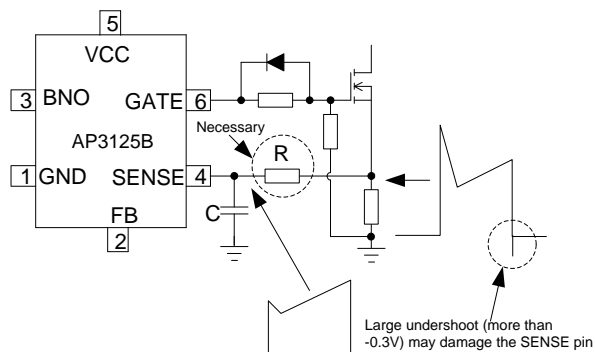 5
VCC
3
BNO
GATE
6
Necessary
AP3125B
R
1
GND
SENSE
4
FB
C
2
Large undershoot (more than
-0.3V) may damage the SENSE pin